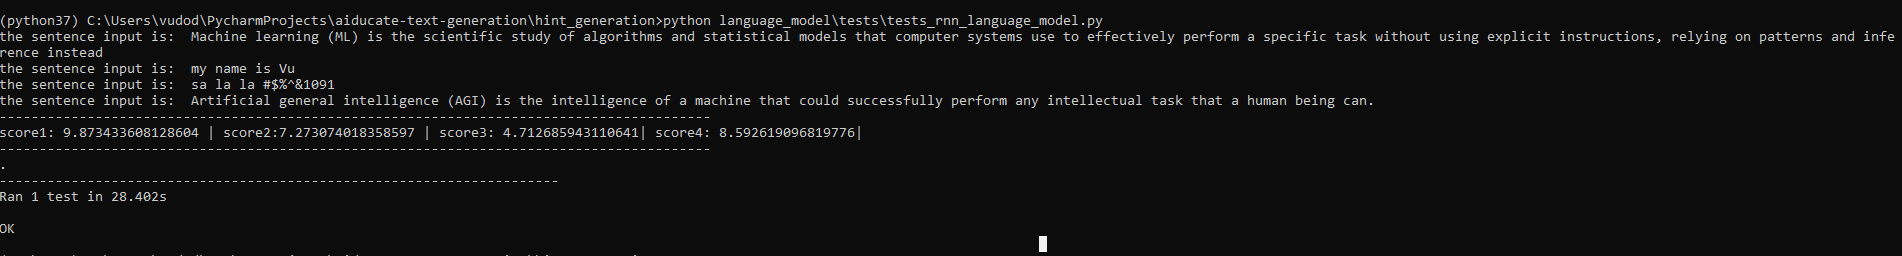 (python37) C:\Users\vudod\PycharmProjects\aiducate-text-generation\hint_generation>python language_model\tests\tests_rnn_language_model.py
the sentence input is:  Machine learning (ML) is the scientific study of algorithms and statistical models that computer systems use to effectively perform a specific task without using explicit instructions, relying on patterns and infe
rence instead
the sentence input is:  my name is Vu
the sentence input is:  sa la la #$%^&1091
the sentence input is:  Artificial general intelligence (AGI) is the intelligence of a machine that could successfully perform any intellectual task that a human being can.
-----------------------------------------------------------------------------------------
score1: 9.873433608128604 | score2:7.273074018358597 | score3: 4.712685943110641| score4: 8.592619096819776|
-----------------------------------------------------------------------------------------
.
----------------------------------------------------------------------
Ran 1 test in 28.402s
OK